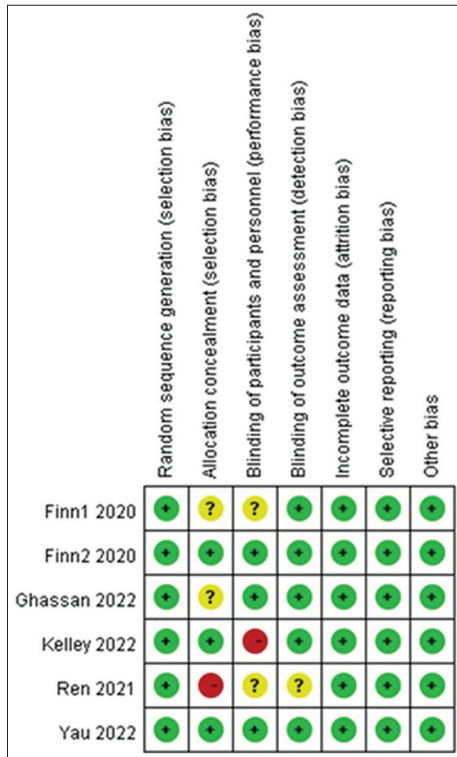 Random sequence generation (selection bias)
Allocation concealment (selection bias)
Blinding of participants and personnel (performance bias)
Blinding of outcome assessment (detection bias)
Incomplete outcome data (attrition bias)
Selective reporting (reporting bias)
Other bias
Finn1 2020 + ? ? + + + +
Finn2 2020 + + + + + + +
Ghassan 2022 + ? + + + + +
Kelley 2022 + + - + + + +
Ren 2021 + - ? ? + + +
Yau 2022 + + + + + + +